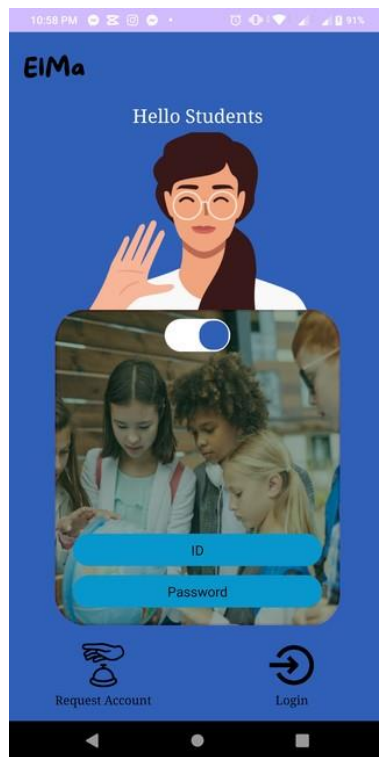 10:58 PM
91%
ElMa
Hello Students
ID
Password
Request Account
Login